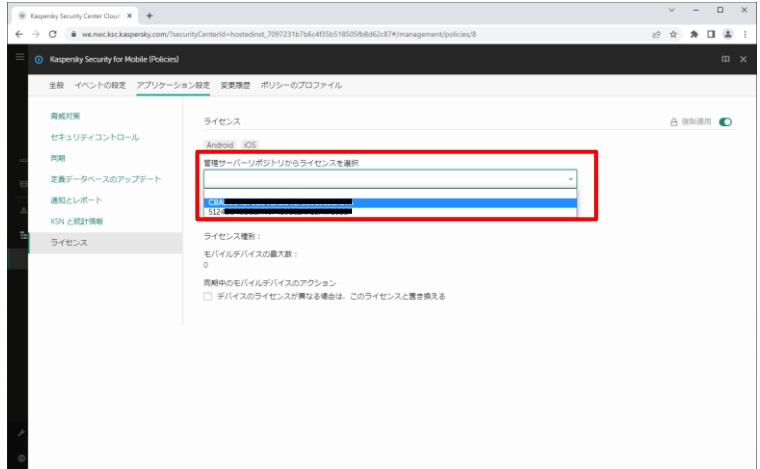 Kaspersky Security Center Cloud
we.nwc.ksc.kaspersky.com/?securityCenterId=hostedinst_7097231b7b6c4f35b518505fb8d62c87#/management/policies/8
Kaspersky Security for Mobile (Policies)
全般 イベントの設定 アプリケーション設定 変更履歴 ポリシーのプロファイル
脅威対策
セキュリティコントロール
同期
定義データベースのアップデート
通知とレポート
KSN と統計情報
ライセンス
ライセンス
強制適用
Android iOS
管理サーバーリポジトリからライセンスを選択
CBA
5124
ライセンス種別：
モバイルデバイスの最大数：
0
同期中のモバイルデバイスのアクション
デバイスのライセンスが異なる場合は、このライセンスと置き換える